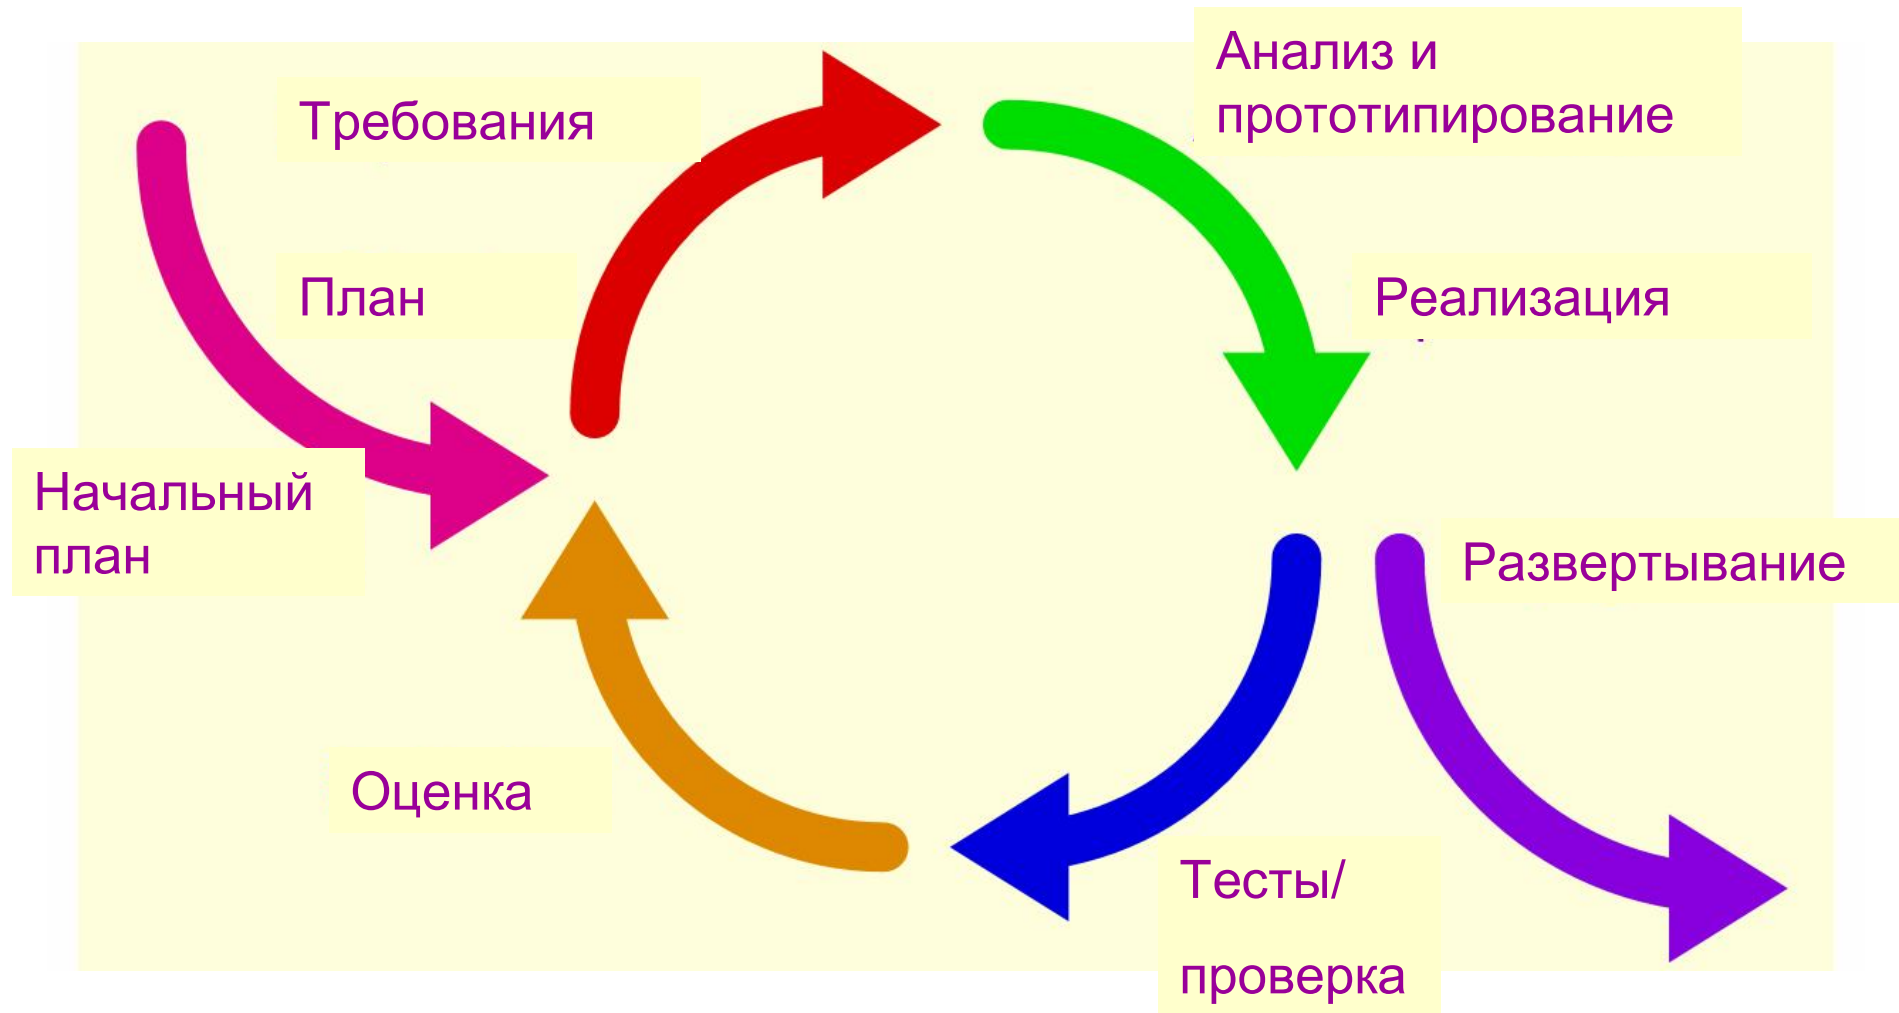 Требования
Анализ и
прототипирование
План
Реализация
Начальный
план
Развертывание
Оценка
Тесты/
проверка